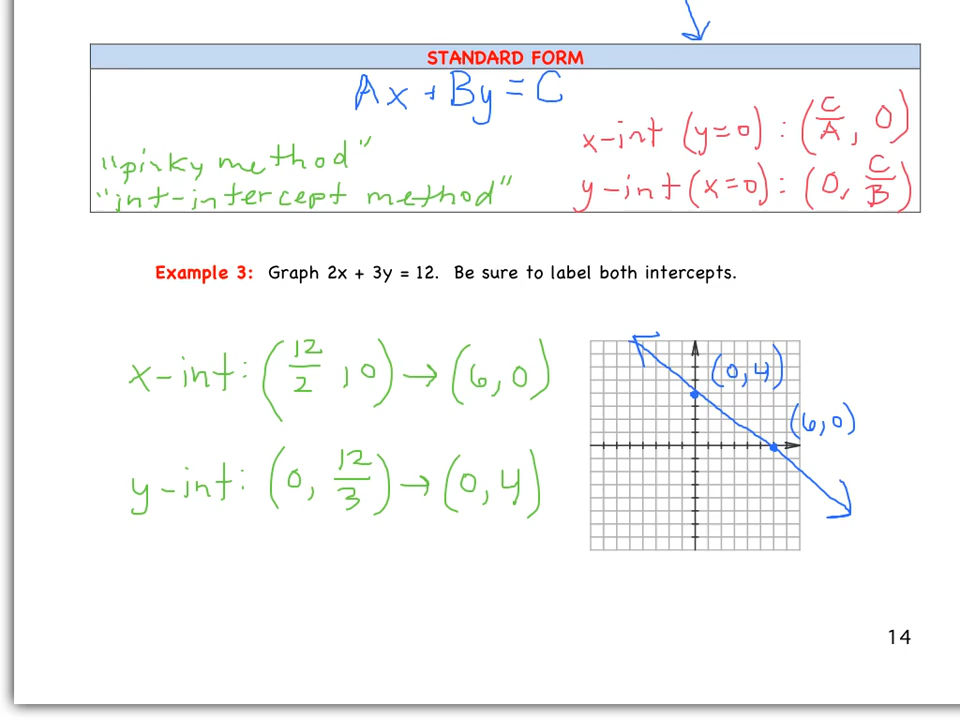 STANDARD FORM
Ax + By = C
x-int (y=0) : (C/A, 0)
"pinky method"
y-int (x=0) : (0, C/B)
"int-intercept method"
Example 3: Graph 2x + 3y = 12. Be sure to label both intercepts.
x-int: (12/2, 0) → (6, 0)
(0, 4)
(6, 0)
y-int: (0, 12/3) → (0, 4)
14